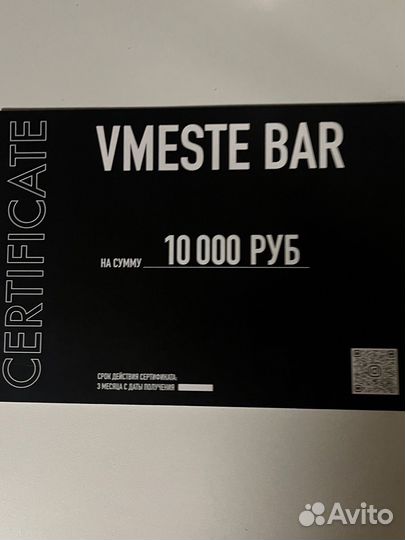 CERTIFICATE
VMESTE BAR
НА СУММУ 10 000 РУБ
СРОК ДЕЙСТВИЯ СЕРТИФИКАТА:
3 МЕСЯЦА С ДАТЫ ПОЛУЧЕНИЯ
Avito